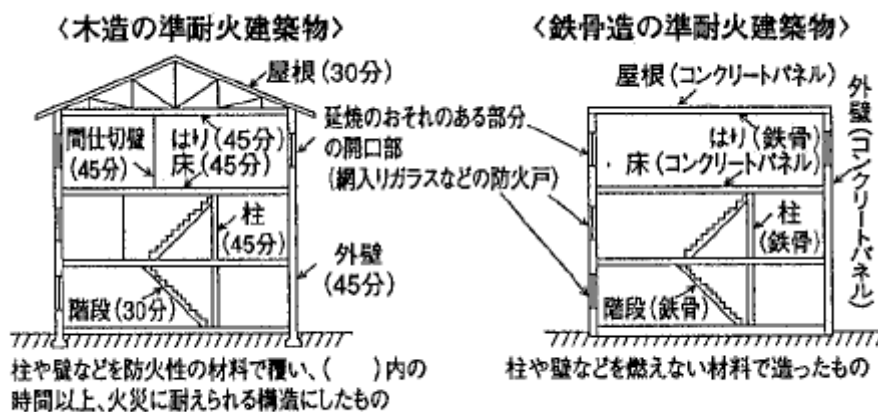 〈木造の準耐火建築物〉
屋根(30分)
間仕切壁
(45分)
はり(45分)
床(45分)
柱
(45分)
外壁
(45分)
階段(30分)
柱や壁などを防火性の材料で覆い、(　　)内の
時間以上、火災に耐えられる構造にしたもの
延焼のおそれのある部分
の開口部
(網入りガラスなどの防火戸)
〈鉄骨造の準耐火建築物〉
屋根(コンクリートパネル)
外壁(コンクリートパネル)
はり(鉄骨)
床(コンクリートパネル)
柱
(鉄骨)
階段(鉄骨)
柱や壁などを燃えない材料で造ったもの